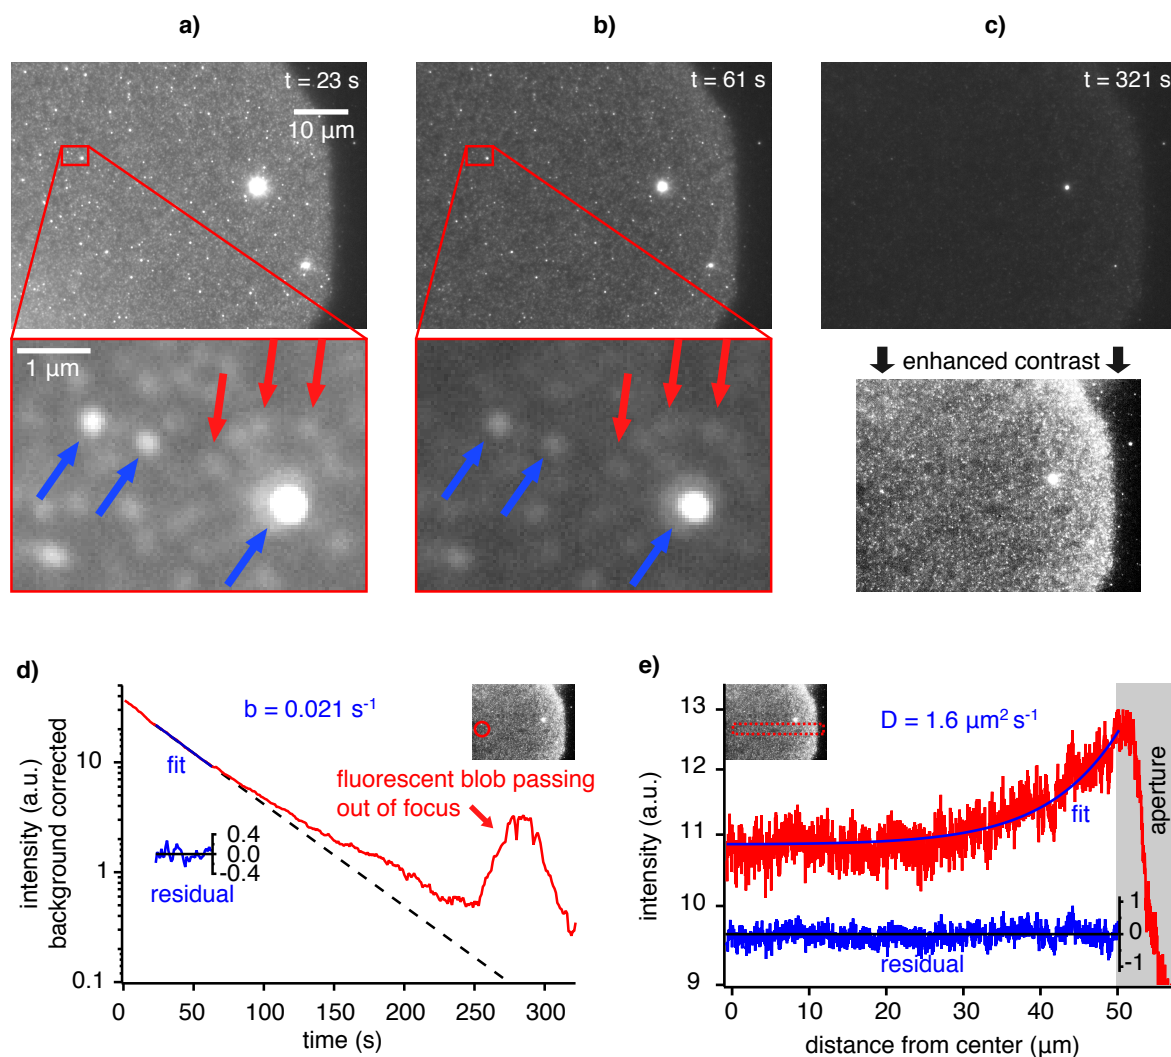 a)
b)
c)
t = 23 s
10 µm
t = 61 s
t = 321 s
1 µm
enhanced contrast
d)
b = 0.021 s-1
fit
fluorescent blob passing
out of focus
residual
0.4
0.0
-0.4
10
1
0.1
intensity (a.u.)
background corrected
0 50 100 150 200 250 300
time (s)
e)
D = 1.6 µm2 s-1
fit
aperture
residual
1
0
-1
13
12
11
10
9
intensity (a.u.)
0 10 20 30 40 50
distance from center (µm)